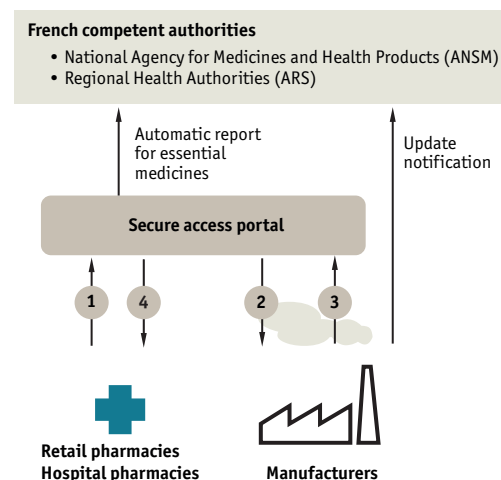 French competent authorities
• National Agency for Medicines and Health Products (ANSM)
• Regional Health Authorities (ARS)
Automatic report
for essential
medicines
Update
notification
Secure access portal
1
4
2
3
Retail pharmacies
Hospital pharmacies
Manufacturers